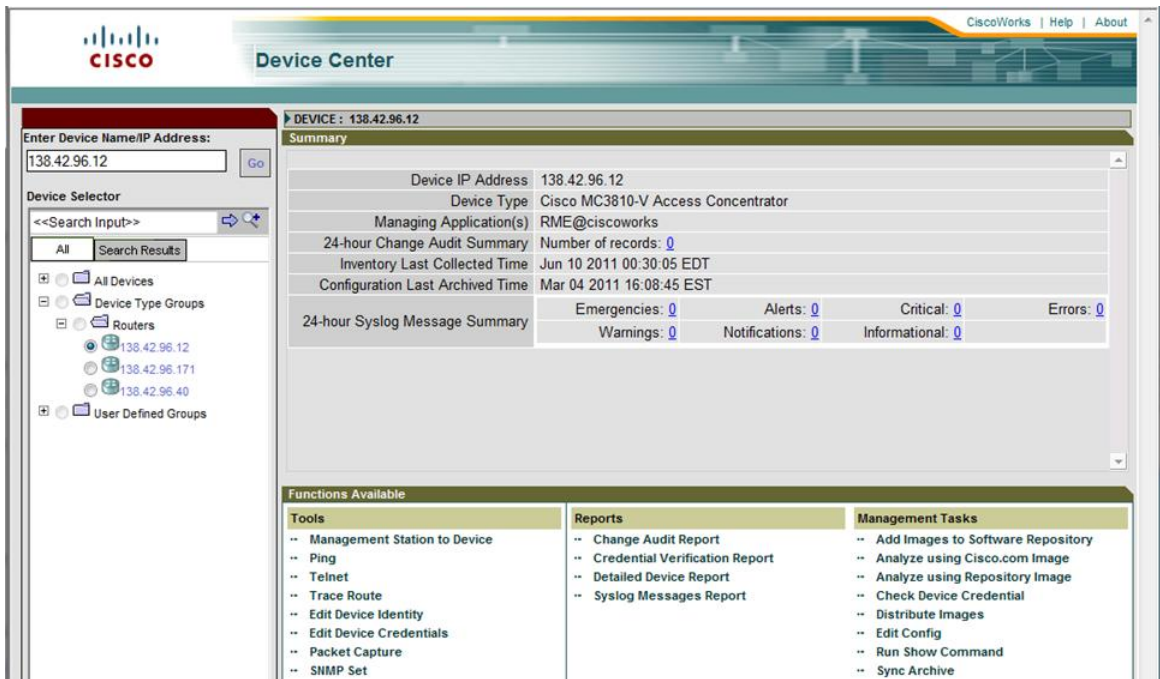 CiscoWorks | Help | About
CISCO
Device Center
Enter Device Name/IP Address:
138.42.96.12
Go
Device Selector
<<Search Input>>
All
Search Results
All Devices
Device Type Groups
Routers
138.42.96.12
138.42.96.171
138.42.96.40
User Defined Groups
DEVICE : 138.42.96.12
Summary
Device IP Address 138.42.96.12
Device Type Cisco MC3810-V Access Concentrator
Managing Application(s) RME@ciscoworks
24-hour Change Audit Summary Number of records: 0
Inventory Last Collected Time Jun 10 2011 00:30:05 EDT
Configuration Last Archived Time Mar 04 2011 16:08:45 EST
24-hour Syslog Message Summary
Emergencies: 0 Alerts: 0 Critical: 0 Errors: 0
Warnings: 0 Notifications: 0 Informational: 0
Functions Available
Tools
Management Station to Device
Ping
Telnet
Trace Route
Edit Device Identity
Edit Device Credentials
Packet Capture
SNMP Set
Reports
Change Audit Report
Credential Verification Report
Detailed Device Report
Syslog Messages Report
Management Tasks
Add Images to Software Repository
Analyze using Cisco.com Image
Analyze using Repository Image
Check Device Credential
Distribute Images
Edit Config
Run Show Command
Sync Archive